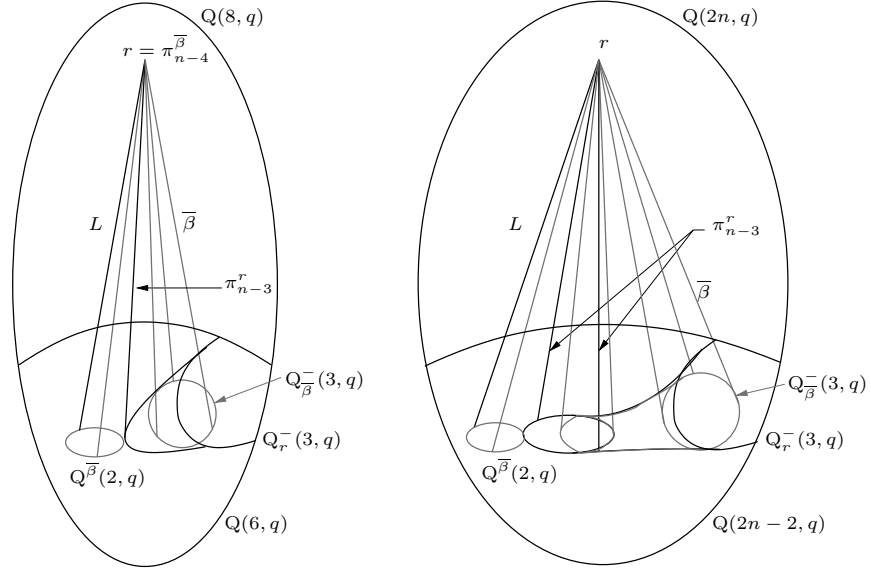 Q(8, q)
r = π^β̅_{n−4}
L
β̅
π^r_{n−3}
Q^−_β̅(3, q)
Q^−_r(3, q)
Q^β̅(2, q)
Q(6, q)
Q(2n, q)
r
L
π^r_{n−3}
β̅
Q^−_β̅(3, q)
Q^−_r(3, q)
Q^β̅(2, q)
Q(2n − 2, q)